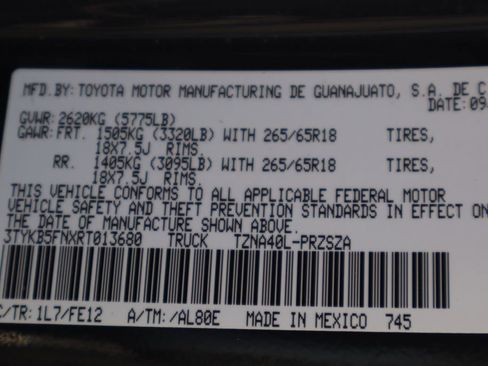 MFD.BY: TOYOTA MOTOR MANUFACTURING DE GUANAJUATO, S.A. DE C
DATE: 09
GVWR: 2620KG (5775LB)
GAWR: FRT. 1505KG (3320LB) WITH 265/65R18 TIRES,
18X7.5J RIMS,
RR. 1405KG (3095LB) WITH 265/65R18 TIRES,
18X7.5J RIMS,
THIS VEHICLE CONFORMS TO ALL APPLICABLE FEDERAL MOTOR
VEHICLE SAFETY AND THEFT PREVENTION STANDARDS IN EFFECT ON
THE DATE OF MANUFACTURE SHOWN ABOVE.
3TYKB5FNXRT013680 TRUCK TZNA40L-PRZSZA
C/TR: 1L7/FE12 A/TM: /AL80E MADE IN MEXICO 745